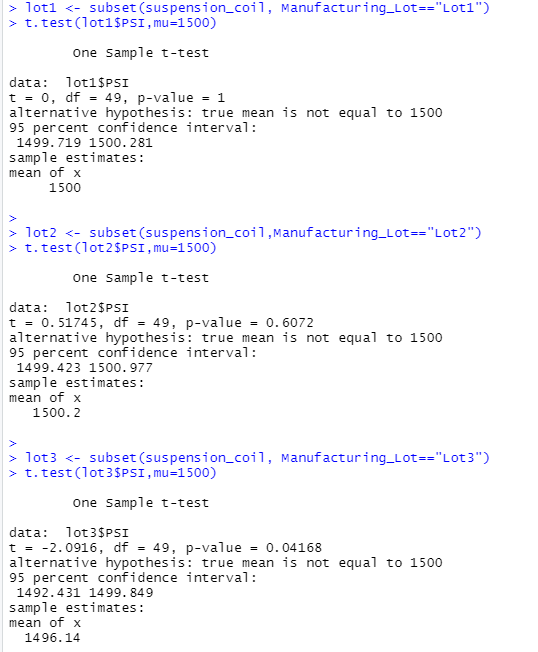 > lot1 <- subset(suspension_coil, Manufacturing_Lot=="Lot1")
> t.test(lot1$PSI,mu=1500)
One Sample t-test
data:  lot1$PSI
t = 0, df = 49, p-value = 1
alternative hypothesis: true mean is not equal to 1500
95 percent confidence interval:
1499.719 1500.281
sample estimates:
mean of x
1500
>
> lot2 <- subset(suspension_coil,Manufacturing_Lot=="Lot2")
> t.test(lot2$PSI,mu=1500)
One Sample t-test
data:  lot2$PSI
t = 0.51745, df = 49, p-value = 0.6072
alternative hypothesis: true mean is not equal to 1500
95 percent confidence interval:
1499.423 1500.977
sample estimates:
mean of x
1500.2
>
> lot3 <- subset(suspension_coil, Manufacturing_Lot=="Lot3")
> t.test(lot3$PSI,mu=1500)
One Sample t-test
data:  lot3$PSI
t = -2.0916, df = 49, p-value = 0.04168
alternative hypothesis: true mean is not equal to 1500
95 percent confidence interval:
1492.431 1499.849
sample estimates:
mean of x
1496.14